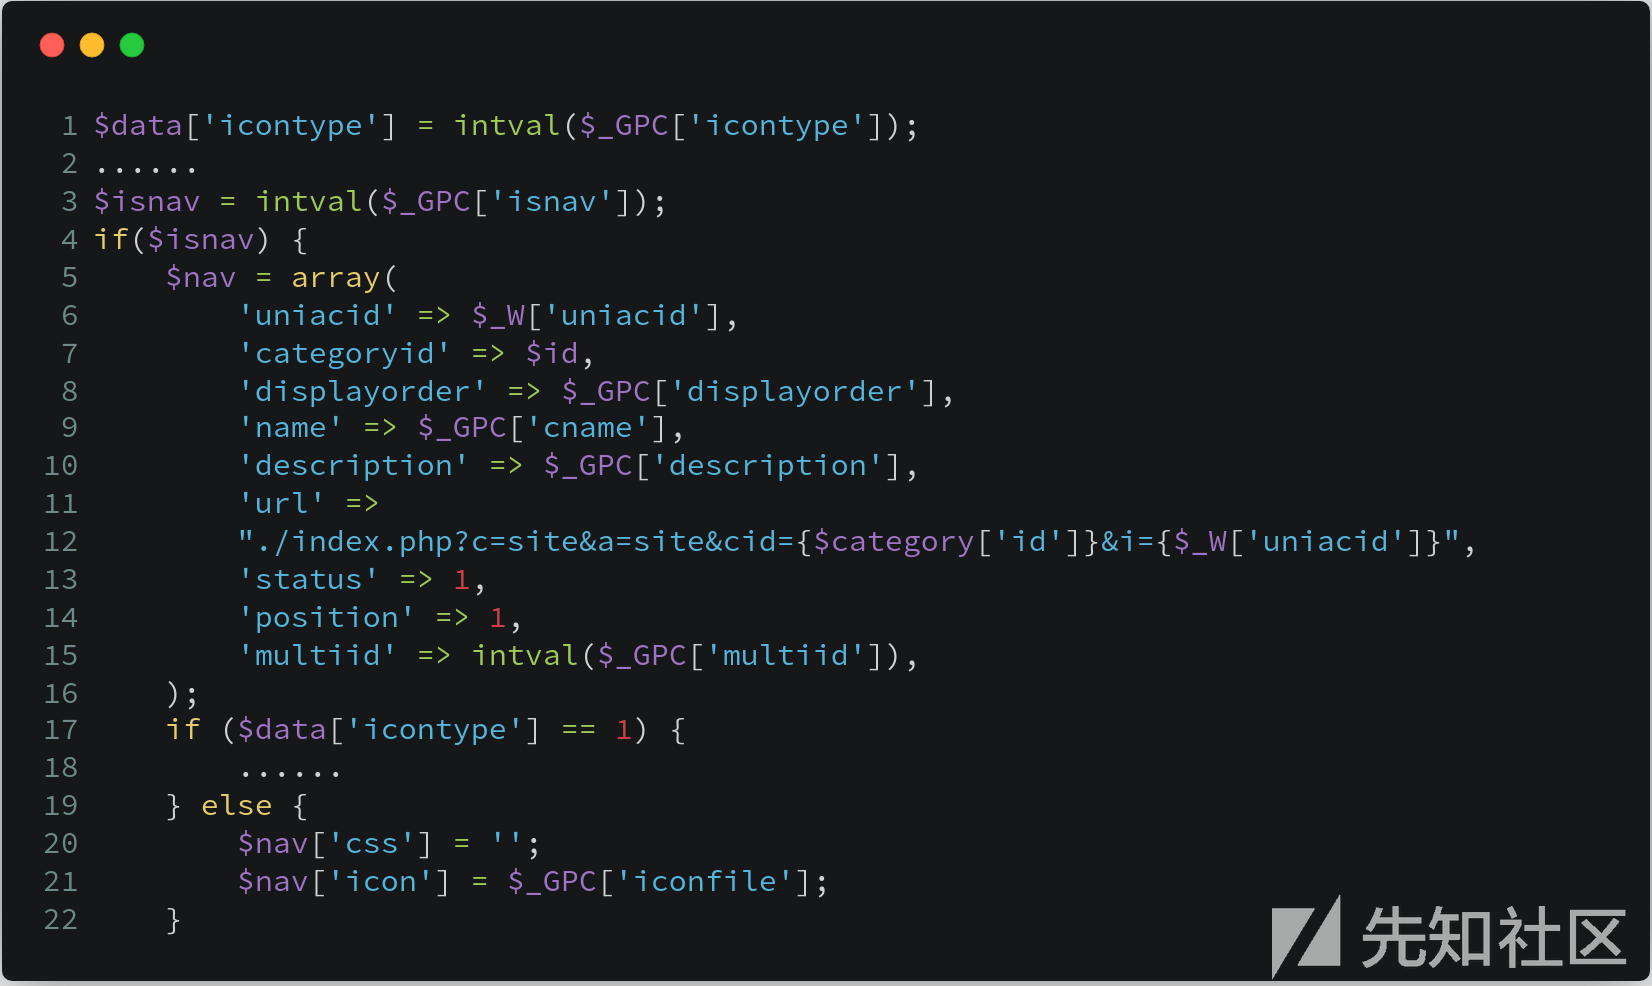 1 $data['icontype'] = intval($_GPC['icontype']);
2 ......
3 $isnav = intval($_GPC['isnav']);
4 if($isnav) {
5     $nav = array(
6         'uniacid' => $_W['uniacid'],
7         'categoryid' => $id,
8         'displayorder' => $_GPC['displayorder'],
9         'name' => $_GPC['cname'],
10         'description' => $_GPC['description'],
11         'url' =>
12         "./index.php?c=site&a=site&cid={$category['id']}&i={$_W['uniacid']}",
13         'status' => 1,
14         'position' => 1,
15         'multiid' => intval($_GPC['multiid']),
16     );
17     if ($data['icontype'] == 1) {
18         ......
19     } else {
20         $nav['css'] = '';
21         $nav['icon'] = $_GPC['iconfile'];
22     }
先知社区